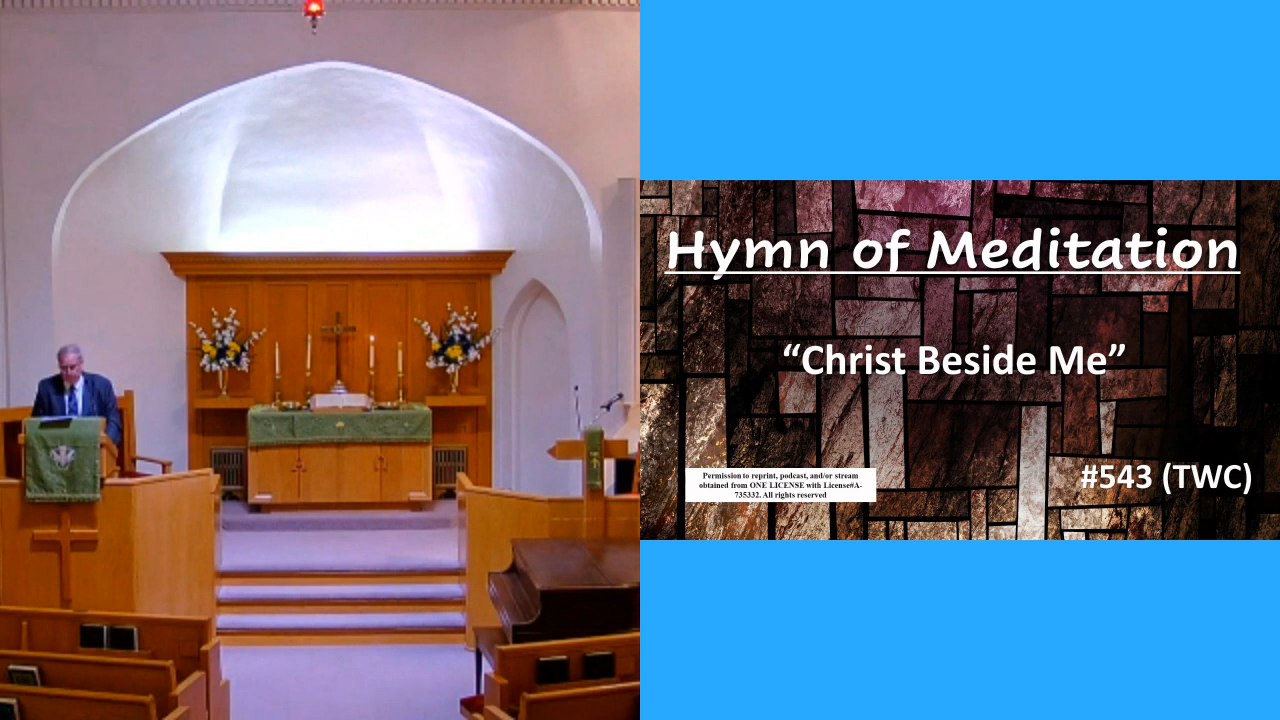 Hymn of Meditation
“Christ Beside Me”
#543 (TWC)
Permission to reprint, podcast, and/or stream
obtained from ONE LICENSE with License#A-
735332. All rights reserved